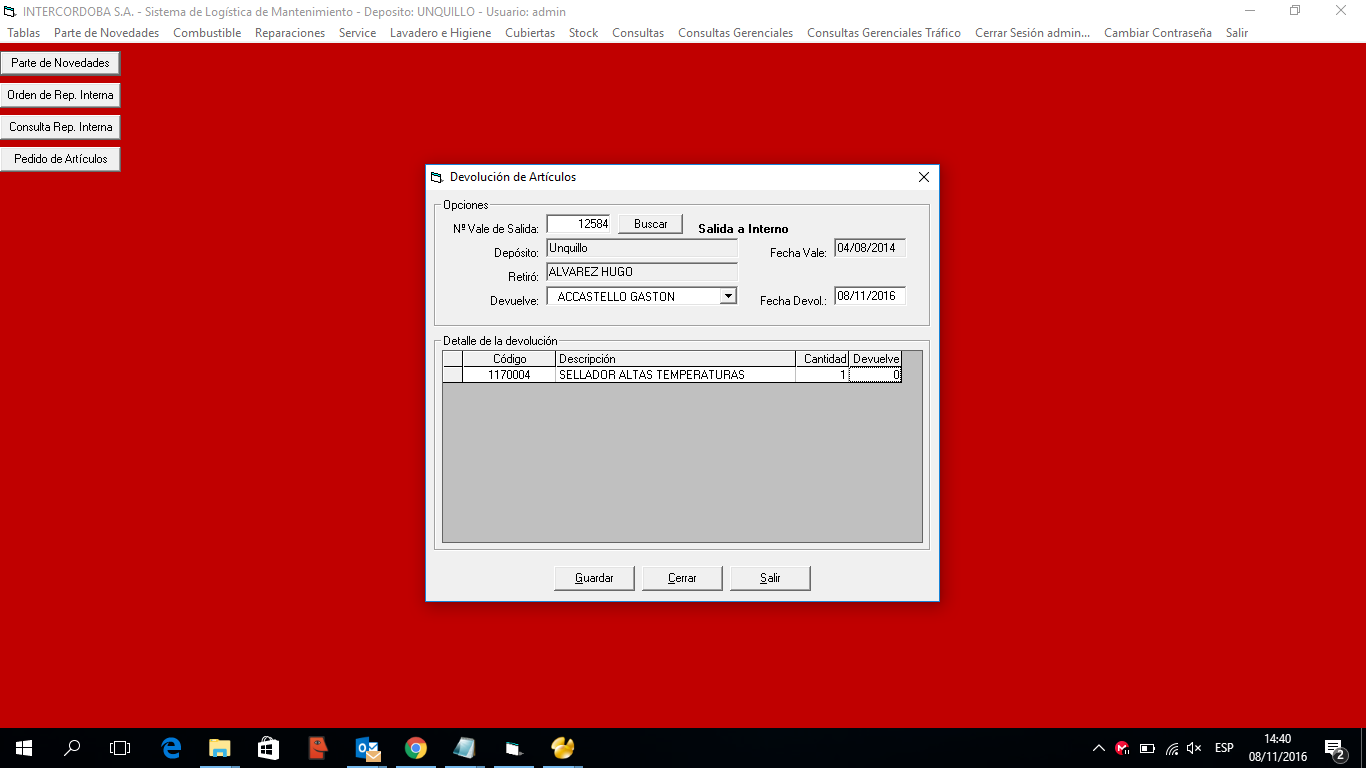 INTERCORDOBA S.A. - Sistema de Logística de Mantenimiento - Deposito: UNQUILLO - Usuario: admin
Tablas Parte de Novedades Combustible Reparaciones Service Lavadero e Higiene Cubiertas Stock Consultas Consultas Gerenciales Consultas Gerenciales Tráfico Cerrar Sesión admin... Cambiar Contraseña Salir
Parte de Novedades
Orden de Rep. Interna
Consulta Rep. Interna
Pedido de Artículos
Devolución de Artículos
Opciones
Nº Vale de Salida: 12584 Buscar Salida a Interno
Depósito: Unquillo Fecha Vale: 04/08/2014
Retiró: ALVAREZ HUGO
Devuelve: ACCASTELLO GASTON Fecha Devol.: 08/11/2016
Detalle de la devolución
Código Descripción Cantidad Devuelve
1170004 SELLADOR ALTAS TEMPERATURAS 1 0
Guardar Cerrar Salir
ESP 14:40
08/11/2016 2